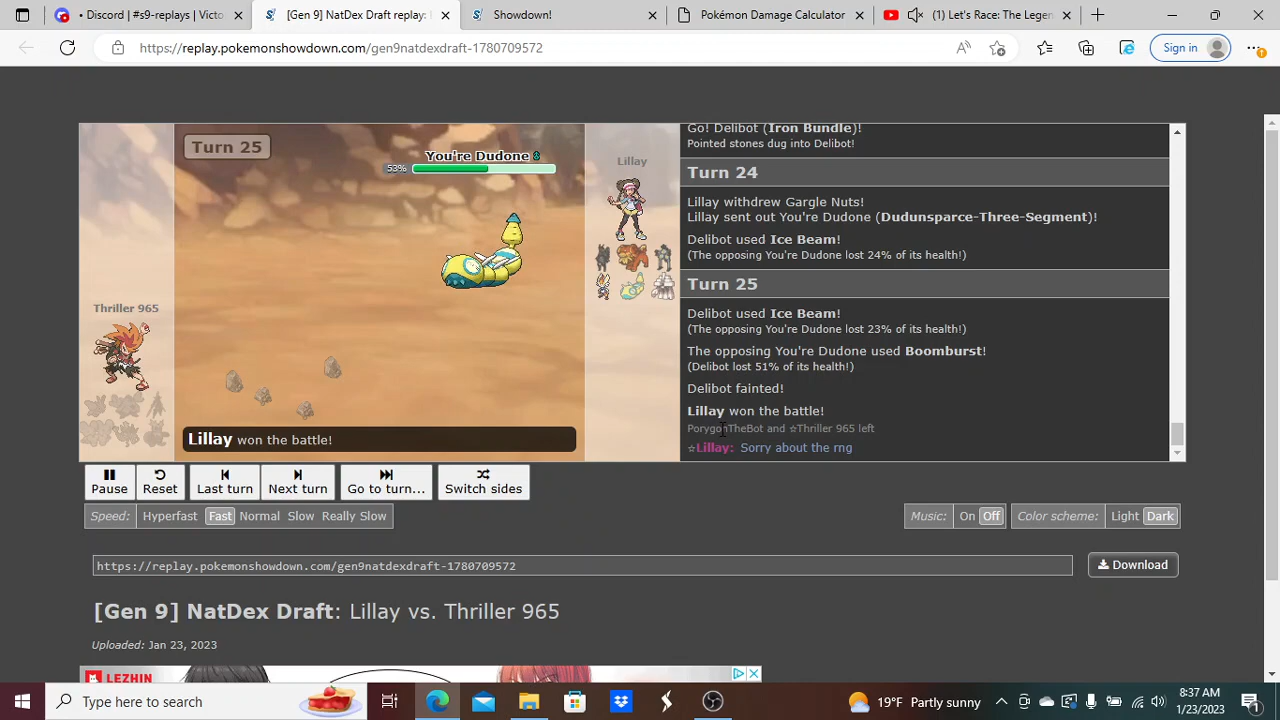 • Discord | #s9-replays | Victo
[Gen 9] NatDex Draft replay: l
Showdown!
Pokémon Damage Calculator
(1) Let's Race: The Legen
https://replay.pokemonshowdown.com/gen9natdexdraft-1780709572
Sign in
Turn 25
You're Dudone
53%
Thriller 965
Lillay
Lillay won the battle!
Go! Delibot (Iron Bundle)!
Pointed stones dug into Delibot!
Turn 24
Lillay withdrew Gargle Nuts!
Lillay sent out You're Dudone (Dudunsparce-Three-Segment)!
Delibot used Ice Beam!
(The opposing You're Dudone lost 24% of its health!)
Turn 25
Delibot used Ice Beam!
(The opposing You're Dudone lost 23% of its health!)
The opposing You're Dudone used Boomburst!
(Delibot lost 51% of its health!)
Delibot fainted!
Lillay won the battle!
PorygonTheBot and ☆Thriller 965 left
☆Lillay: Sorry about the rng
Pause Reset Last turn Next turn Go to turn... Switch sides
Speed: Hyperfast Fast Normal Slow Really Slow
Music: On Off Color scheme: Light Dark
https://replay.pokemonshowdown.com/gen9natdexdraft-1780709572
Download
[Gen 9] NatDex Draft: Lillay vs. Thriller 965
Uploaded: Jan 23, 2023
LEZHIN
Type here to search
19°F Partly sunny
8:37 AM
1/23/2023
1